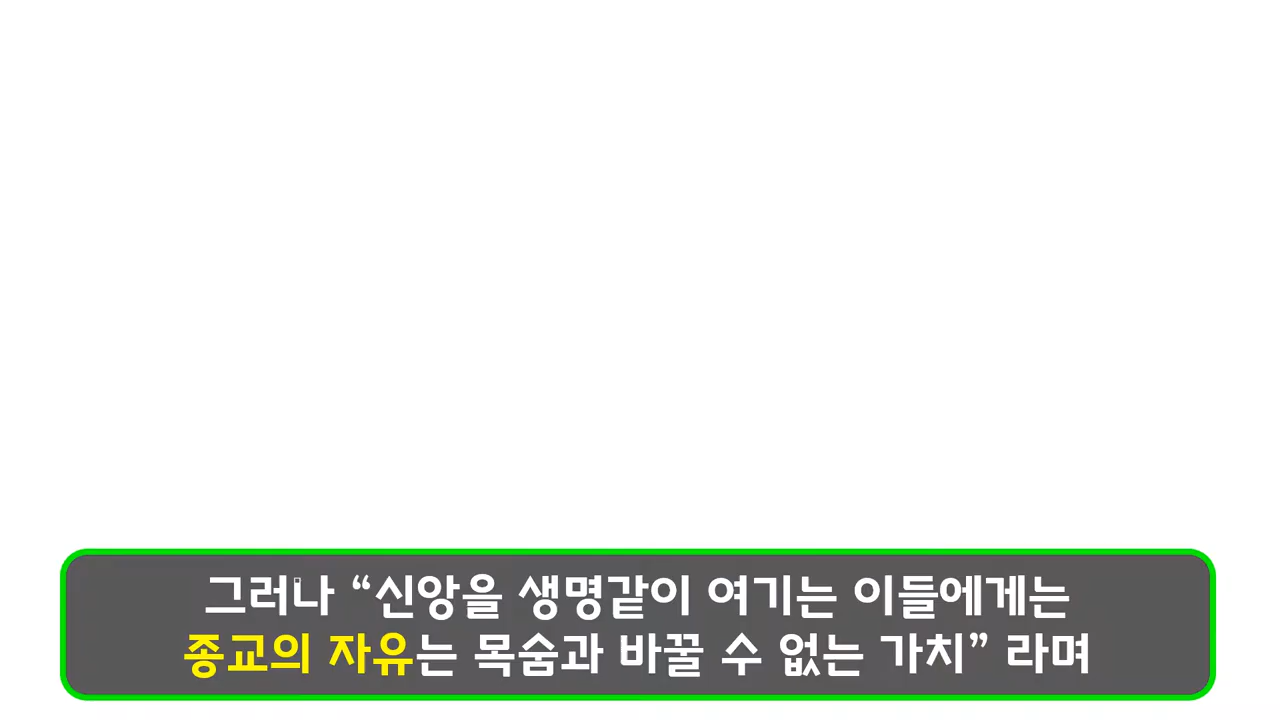 그러나 “신앙을 생명같이 여기는 이들에게는
종교의 자유는 목숨과 바꿀 수 없는 가치” 라며